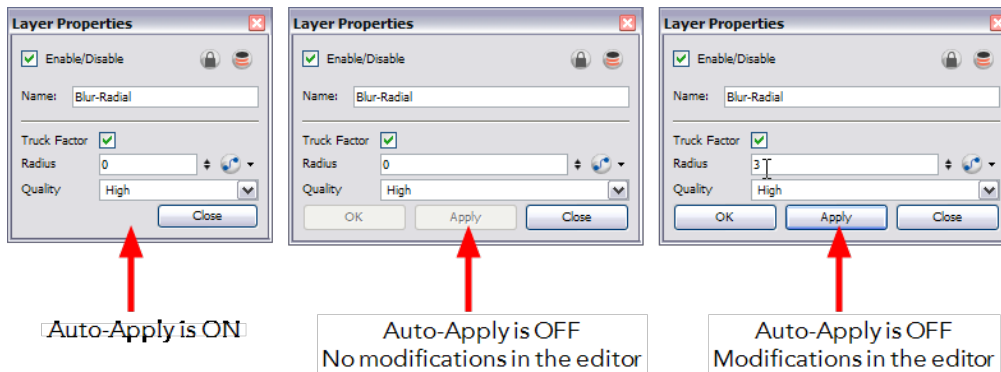 Layer Properties
Enable/Disable
Name: Blur-Radial
Truck Factor
Radius 0
Quality High
Close
Auto-Apply is ON
Layer Properties
Enable/Disable
Name: Blur-Radial
Truck Factor
Radius 0
Quality High
OK Apply Close
Auto-Apply is OFF
No modifications in the editor
Layer Properties
Enable/Disable
Name: Blur-Radial
Truck Factor
Radius 3
Quality High
OK Apply Close
Auto-Apply is OFF
Modifications in the editor